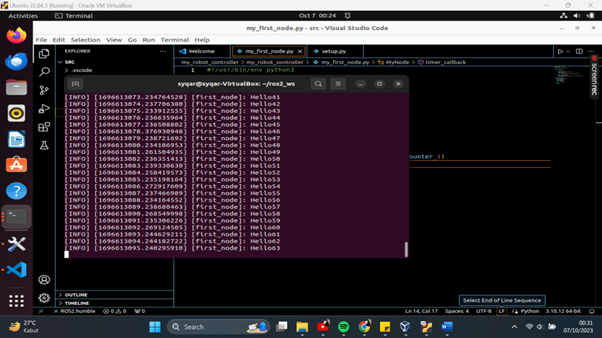 Ubuntu 22.04.3 [Running] - Oracle VM VirtualBox
Activities
Terminal
Oct 7 00:24
my_first_node.py - src - Visual Studio Code
File Edit Selection View Go Run Terminal Help
EXPLORER
Welcome
my_first_node.py
setup.py
SRC
my_robot_controller > my_robot_controller > my_first_node.py > MyNode > timer_callback
.vscode
1 #!/usr/bin/env python3
syqar@syqar-VirtualBox: ~/ros2_ws
[INFO] [1696613073.234764528] [first_node]: Hello41
[INFO] [1696613074.237706380] [first_node]: Hello42
[INFO] [1696613075.233912555] [first_node]: Hello43
[INFO] [1696613076.236635964] [first_node]: Hello44
[INFO] [1696613077.236508802] [first_node]: Hello45
[INFO] [1696613078.376930948] [first_node]: Hello46
[INFO] [1696613079.238721692] [first_node]: Hello47
[INFO] [1696613080.234186953] [first_node]: Hello48
[INFO] [1696613081.261504935] [first_node]: Hello49
[INFO] [1696613082.236351413] [first_node]: Hello50
[INFO] [1696613083.239330630] [first_node]: Hello51
[INFO] [1696613084.258419573] [first_node]: Hello52
[INFO] [1696613085.235198164] [first_node]: Hello53
[INFO] [1696613086.272917609] [first_node]: Hello54
[INFO] [1696613087.237466989] [first_node]: Hello55
[INFO] [1696613088.234164552] [first_node]: Hello56
[INFO] [1696613089.238680463] [first_node]: Hello57
[INFO] [1696613090.268549998] [first_node]: Hello58
[INFO] [1696613091.235306226] [first_node]: Hello59
[INFO] [1696613092.269124505] [first_node]: Hello60
[INFO] [1696613093.244629211] [first_node]: Hello61
[INFO] [1696613094.244182722] [first_node]: Hello62
[INFO] [1696613095.240295910] [first_node]: Hello63
ounter_))
screenrec
OUTLINE
TIMELINE
Select End of Line Sequence
ROS2.humble
0
0
0
Ln 14, Col 17
Spaces: 4
UTF-8
LF
Python
3.10.12 64-bit
27°C
Kabut
Search
00:31
07/10/2023